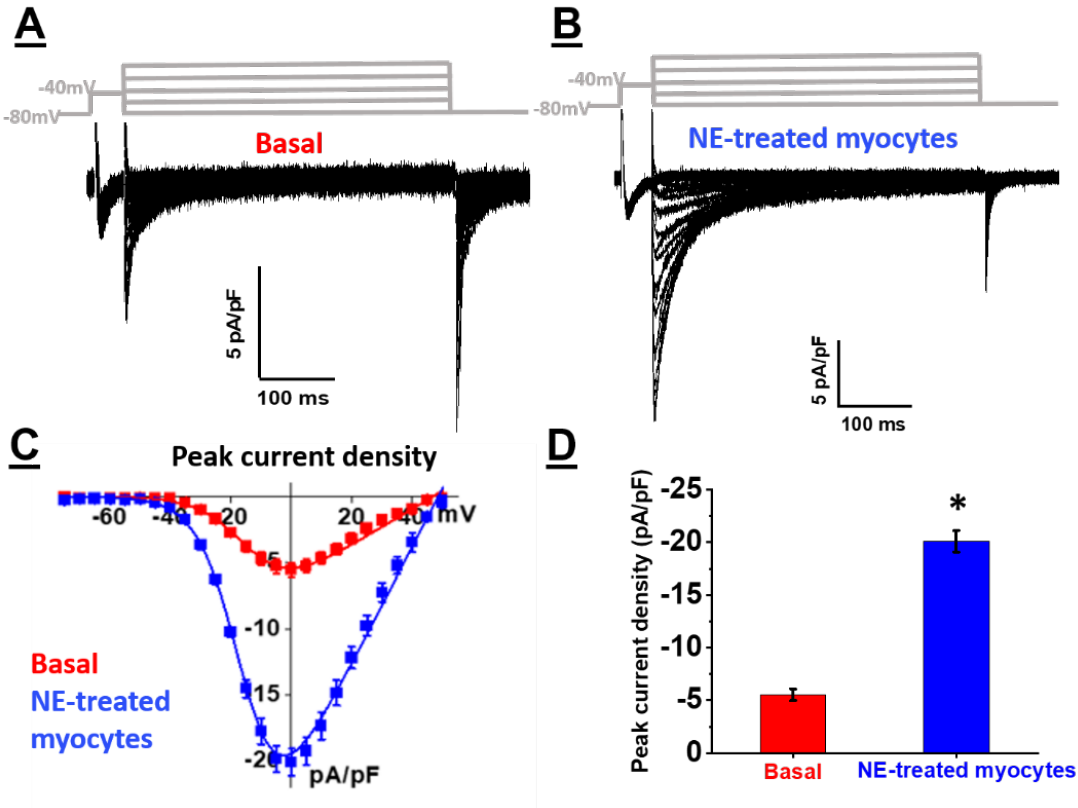 A
-40mV
-80mV
Basal
5 pA/pF
100 ms
B
-40mV
-80mV
NE-treated myocytes
5 pA/pF
100 ms
C
Peak current density
-60 -40 -20 20 40 mV
-5
-10
-15
-20
pA/pF
Basal
NE-treated
myocytes
D
Peak current density (pA/pF)
-25
-20
-15
-10
-5
0
*
Basal NE-treated myocytes